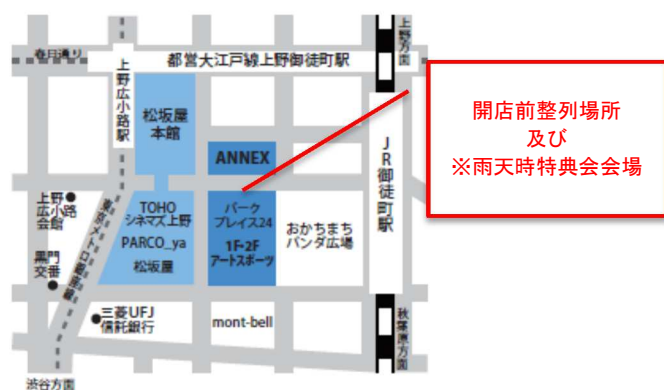 上野方面
春日通り
都営大江戸線上野御徒町駅
上野広小路駅
松坂屋
本館
ANNEX
JR御徒町駅
開店前整列場所
及び
※雨天時特典会会場
上野
広小路
会館
東京メトロ銀座線
TOHO
シネマズ上野
PARCO_ya
松坂屋
パーク
プレイス24
1F・2F
アートスポーツ
おかちまち
パンダ広場
黒門
交番
三菱UFJ
信託銀行
mont-bell
秋葉原方面
渋谷方面